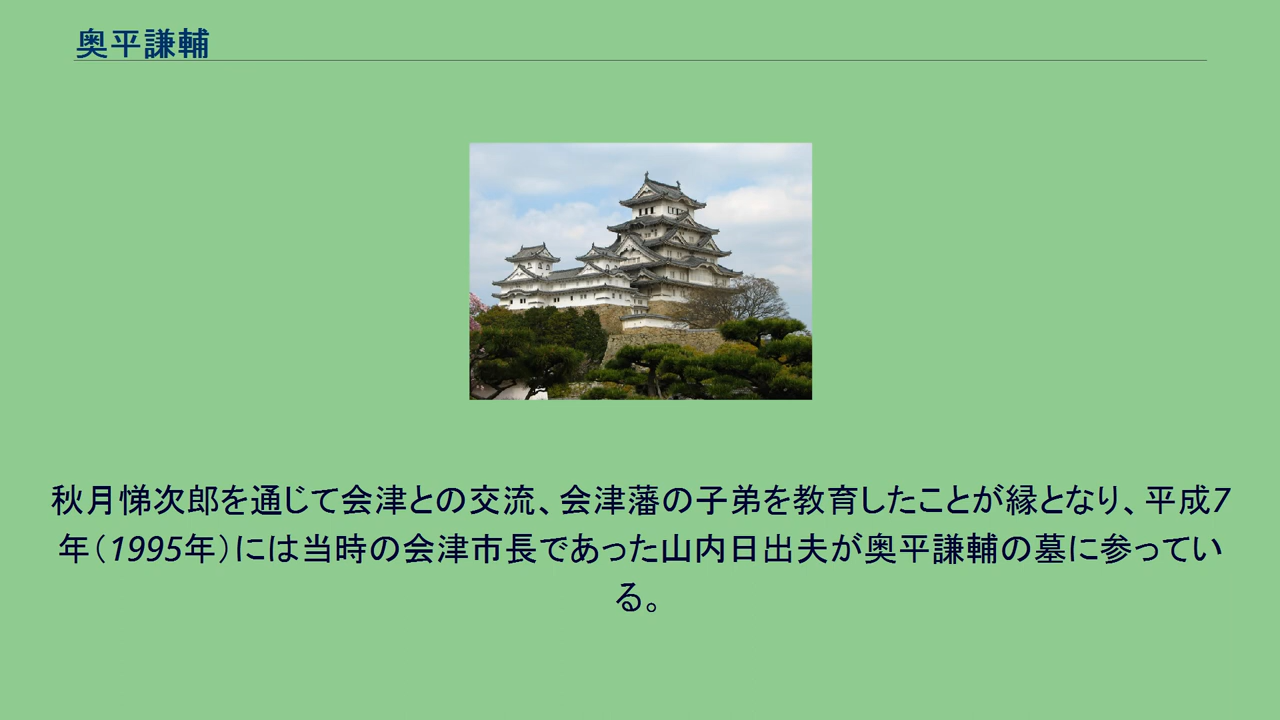 奥平謙輔
秋月悌次郎を通じて会津との交流、会津藩の子弟を教育したことが縁となり、平成7
年（1995年）には当時の会津市長であった山内日出夫が奥平謙輔の墓に参ってい
る。